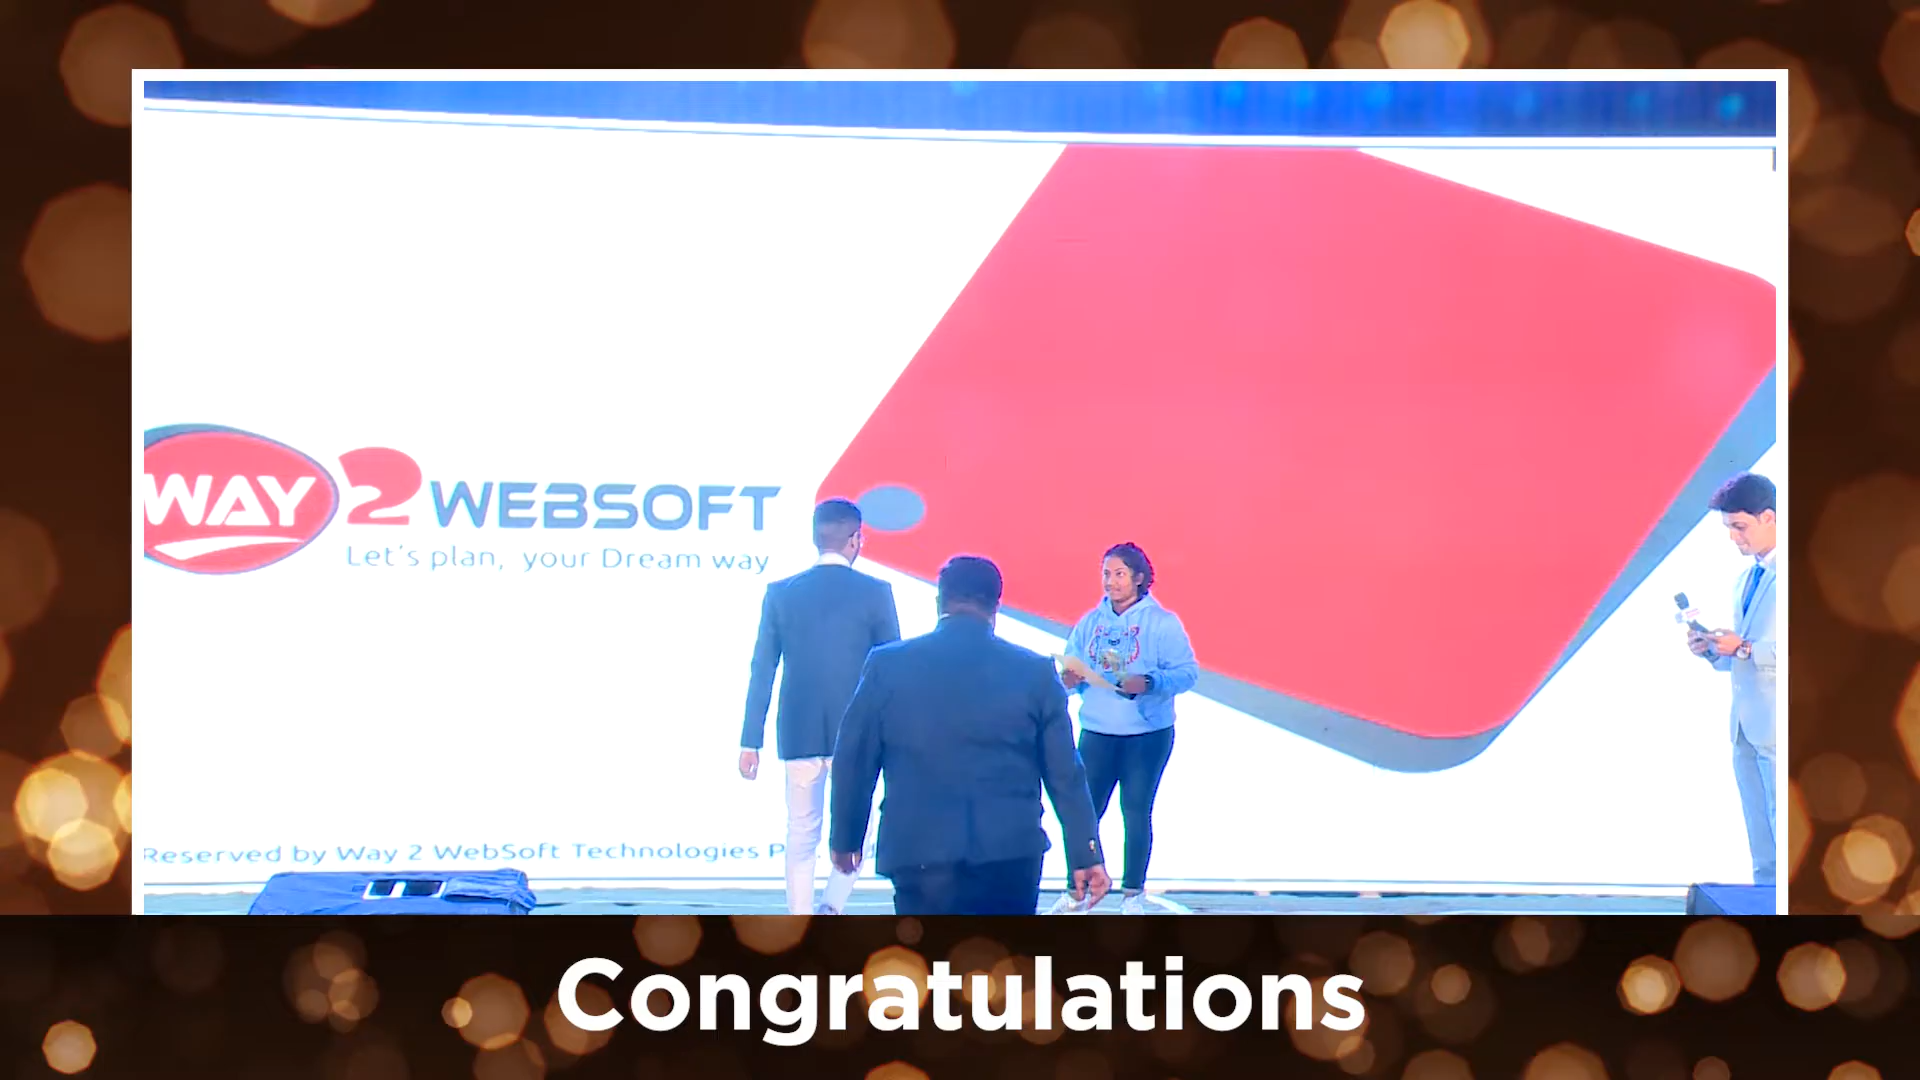 WAY 2 WEBSOFT
Let's plan, your Dream way
Reserved by Way 2 WebSoft Technologies
Congratulations